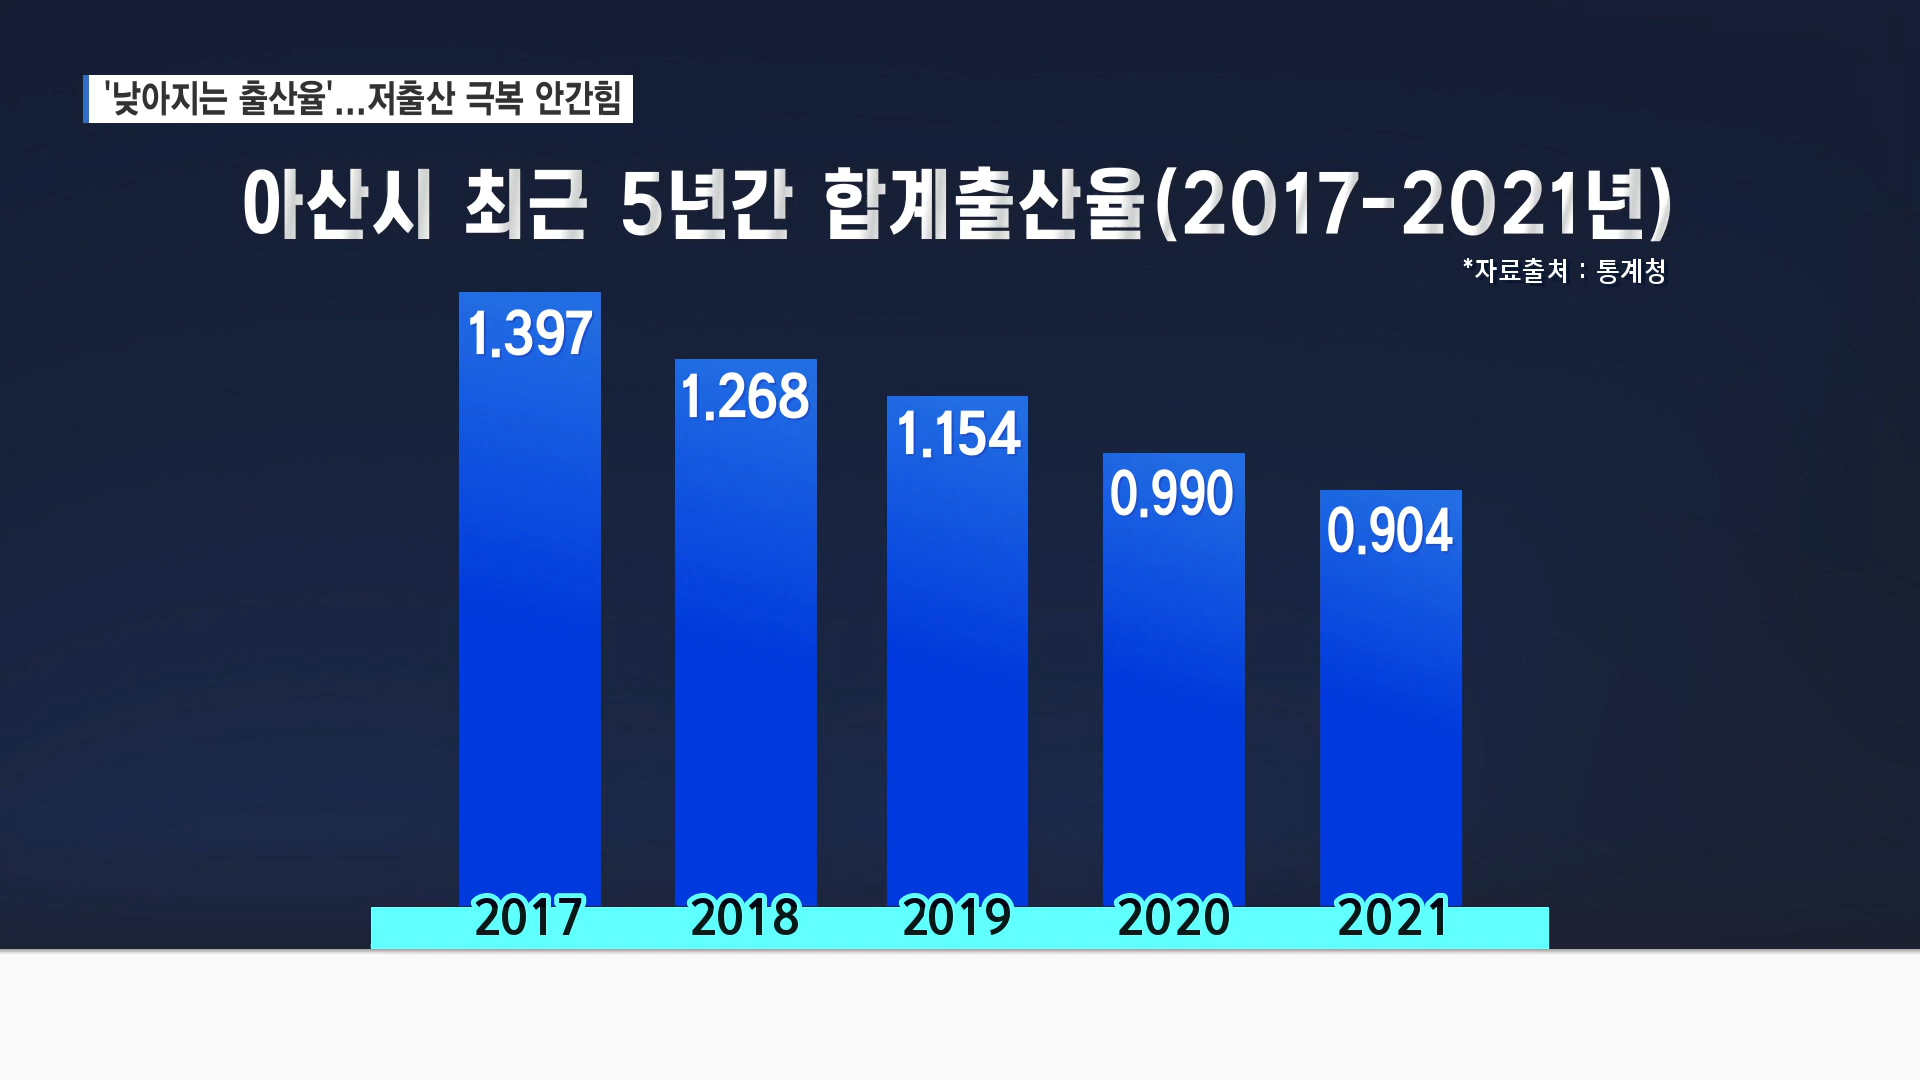 '낮아지는 출산율'...저출산 극복 안간힘
아산시 최근 5년간 합계출산율(2017-2021년)
*자료출처 : 통계청
1.397
1.268
1.154
0.990
0.904
2017 2018 2019 2020 2021